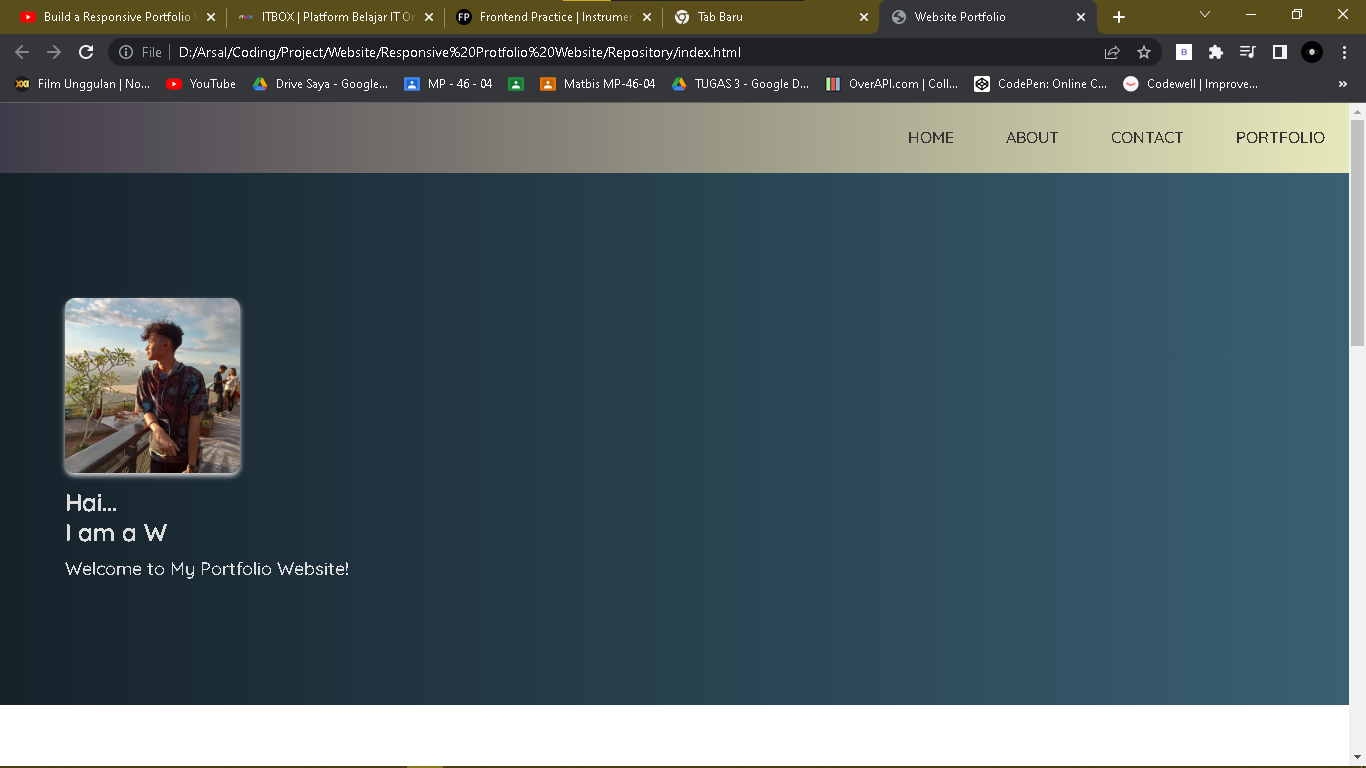 Build a Responsive Portfolio
ITBOX | Platform Belajar IT Or
Frontend Practice | Instrumer
Tab Baru
Website Portfolio
File D:/Arsal/Coding/Project/Website/Responsive%20Protfolio%20Website/Repository/index.html
Film Unggulan | No...
YouTube
Drive Saya - Google...
MP - 46 - 04
Matbis MP-46-04
TUGAS 3 - Google D...
OverAPI.com | Coll...
CodePen: Online C...
Codewell | Improve...
HOME
ABOUT
CONTACT
PORTFOLIO
Hai...
I am a W
Welcome to My Portfolio Website!